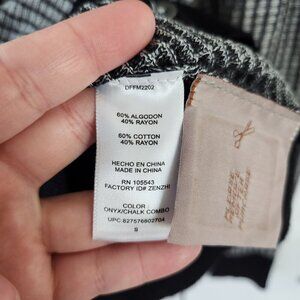 DFFM2202
60% ALGODON
40% RAYON
60% COTTON
40% RAYON
HECHO EN CHINA
MADE IN CHINA
RN 105543
FACTORY ID# ZENZHI
COLOR
ONYX/CHALK COMBO
UPC:827576602704
S